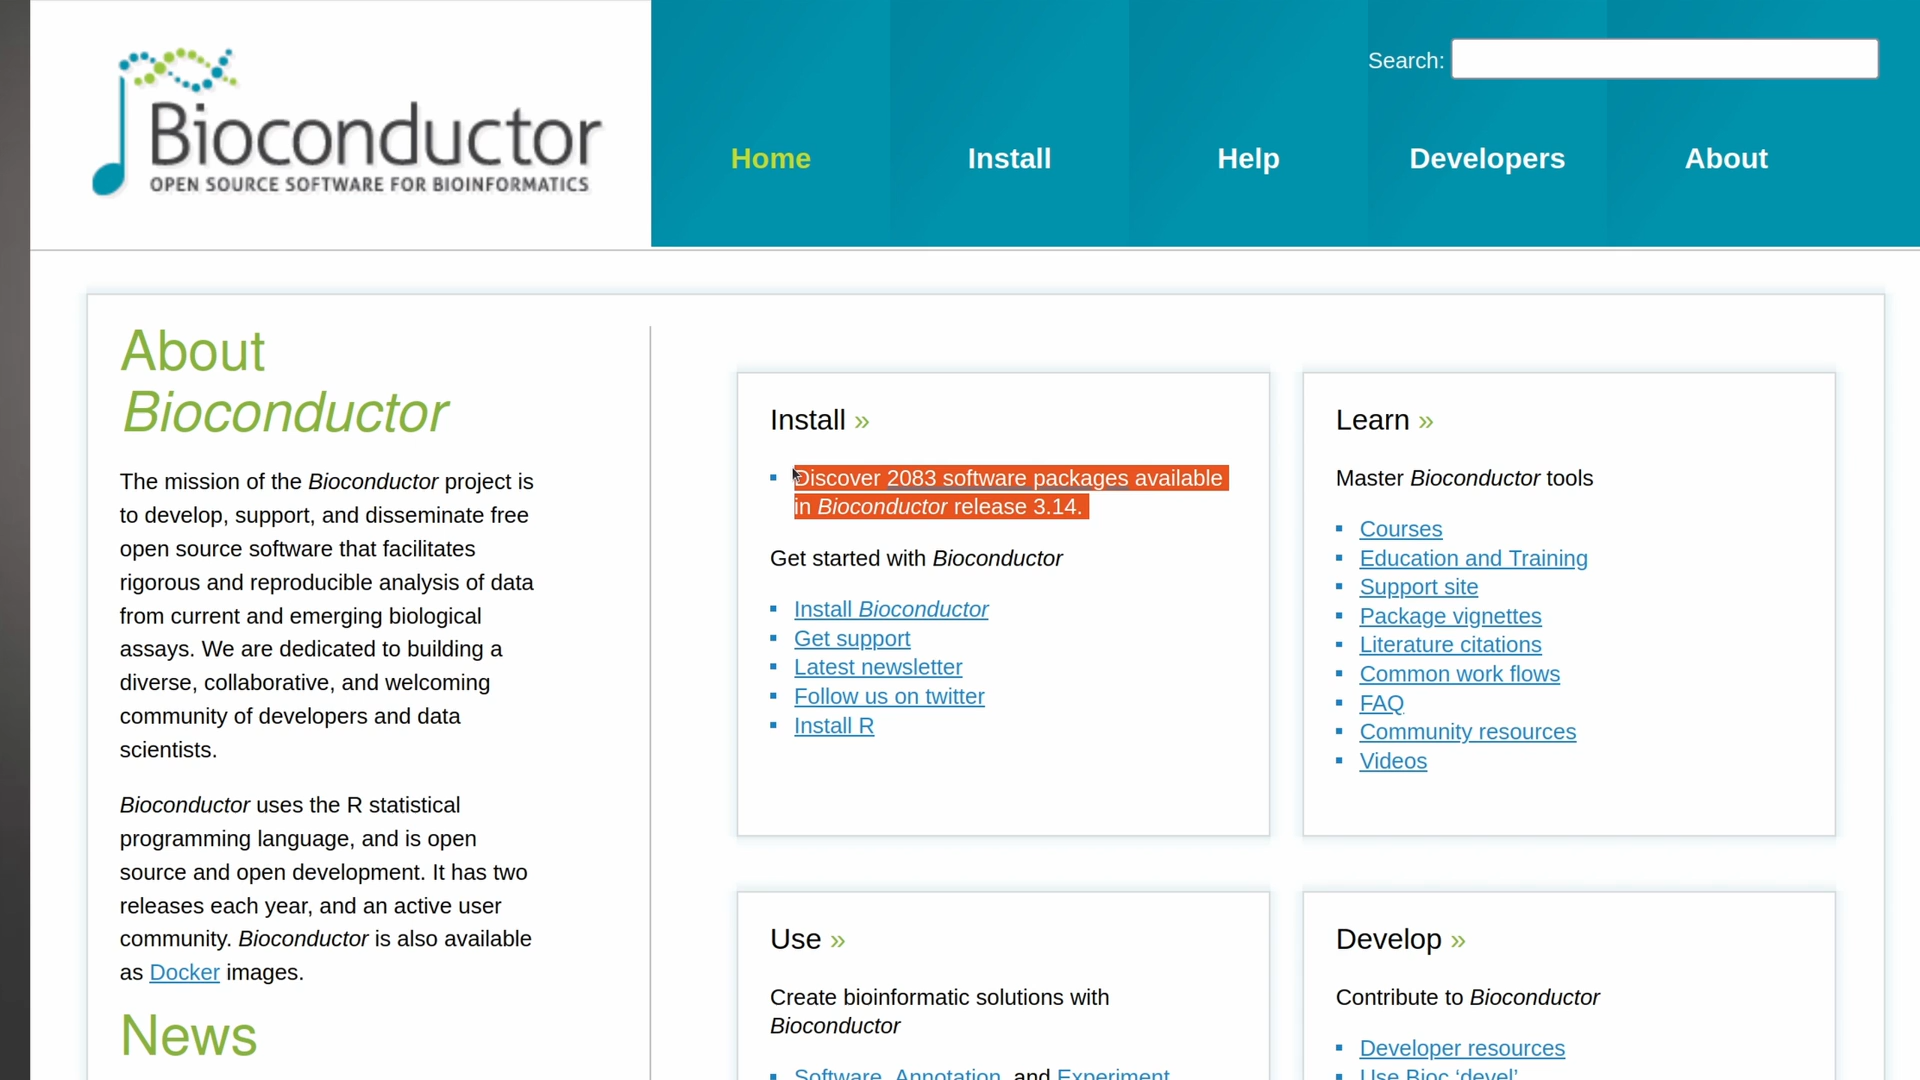 Bioconductor
OPEN SOURCE SOFTWARE FOR BIOINFORMATICS
Search:
Home
Install
Help
Developers
About
About
Bioconductor
The mission of the Bioconductor project is
to develop, support, and disseminate free
open source software that facilitates
rigorous and reproducible analysis of data
from current and emerging biological
assays. We are dedicated to building a
diverse, collaborative, and welcoming
community of developers and data
scientists.
Bioconductor uses the R statistical
programming language, and is open
source and open development. It has two
releases each year, and an active user
community. Bioconductor is also available
as Docker images.
News
Install »
Discover 2083 software packages available
in Bioconductor release 3.14.
Get started with Bioconductor
Install Bioconductor
Get support
Latest newsletter
Follow us on twitter
Install R
Learn »
Master Bioconductor tools
Courses
Education and Training
Support site
Package vignettes
Literature citations
Common work flows
FAQ
Community resources
Videos
Use »
Create bioinformatic solutions with
Bioconductor
Software, Annotation, and Experiment
Develop »
Contribute to Bioconductor
Developer resources
Use Bioc ‘devel’